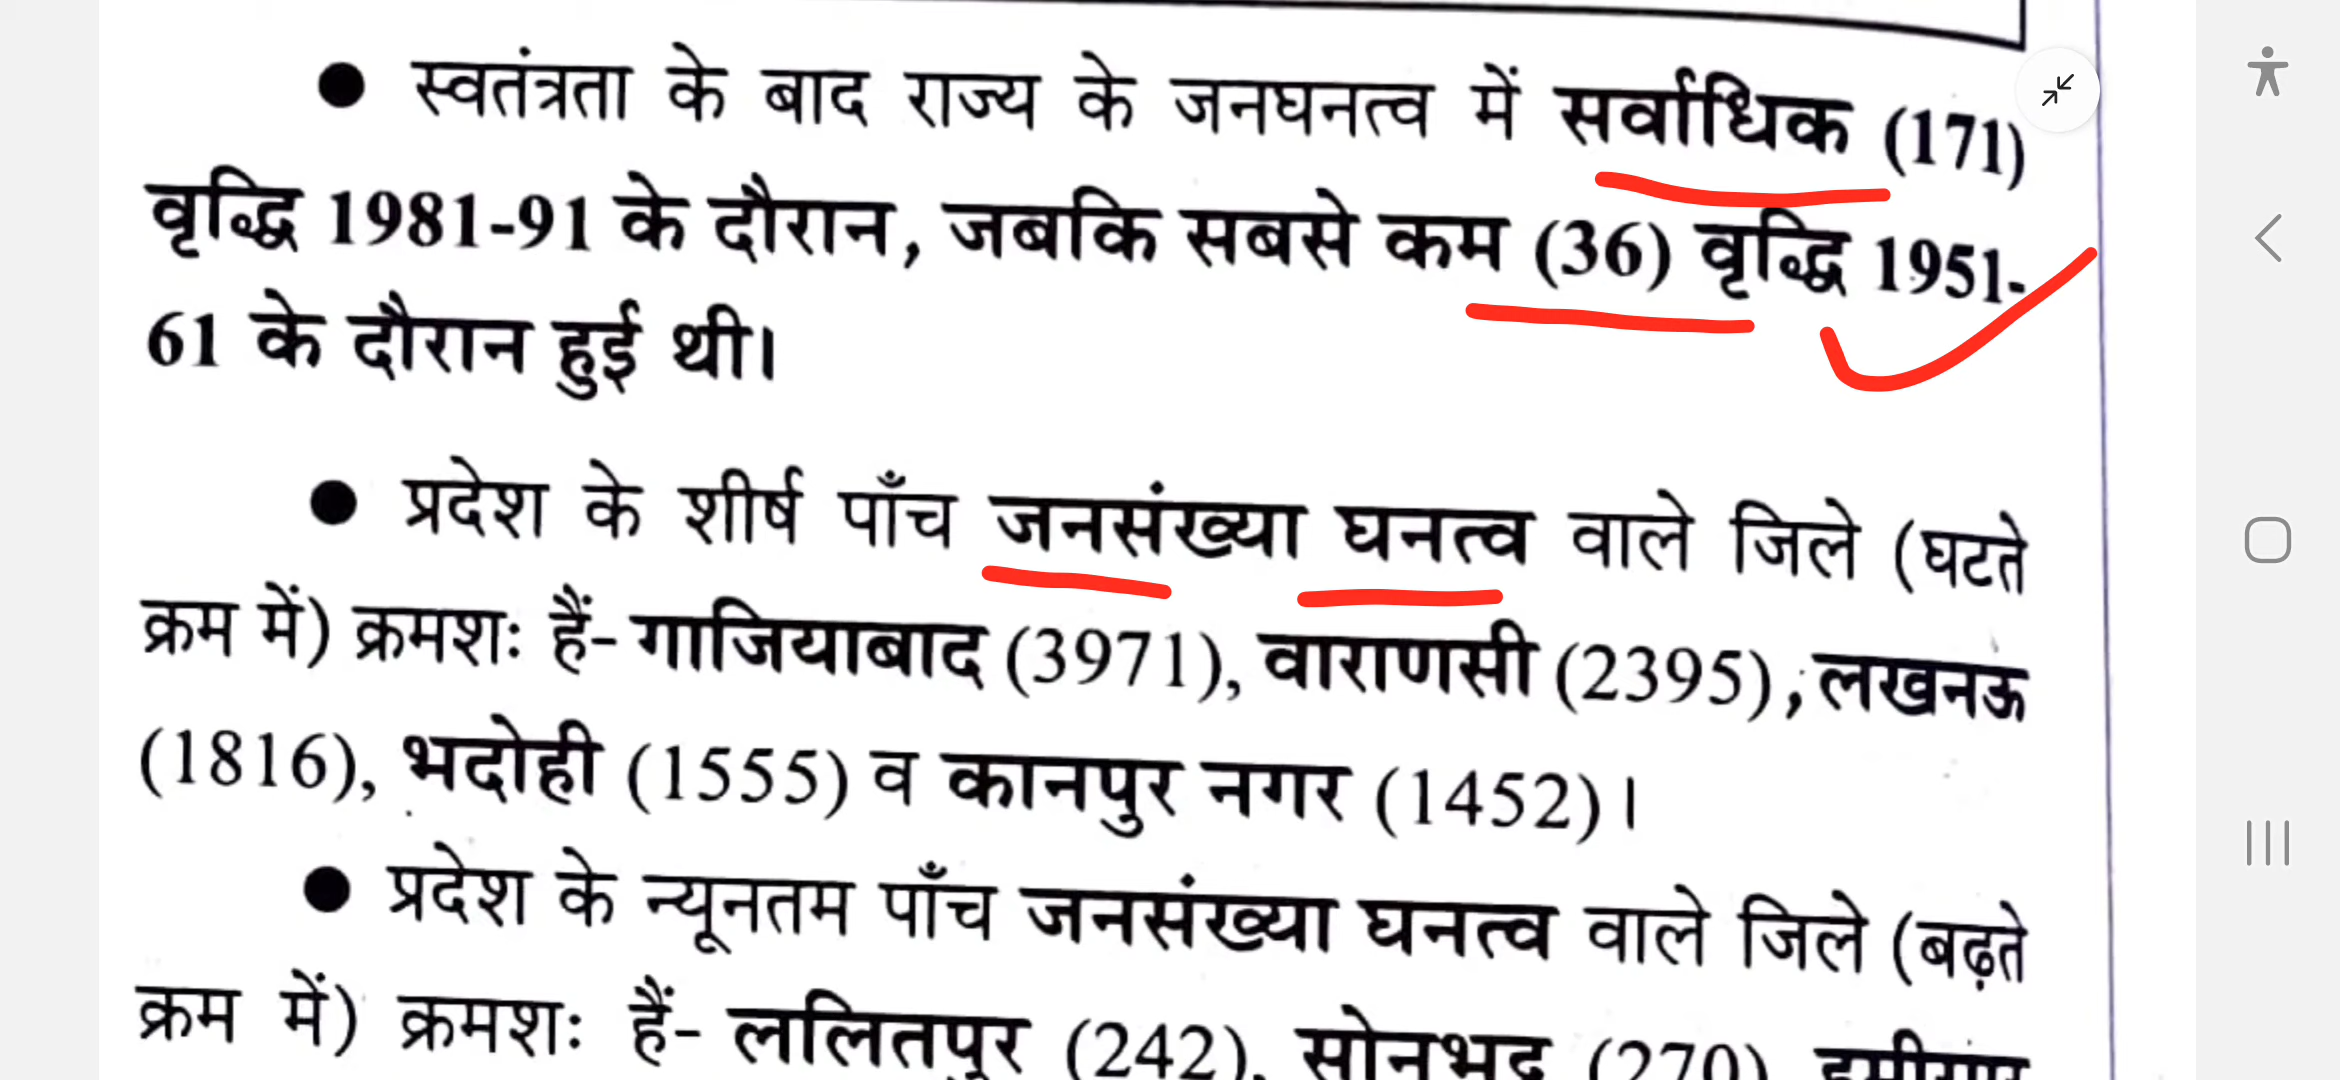 ● स्वतंत्रता के बाद राज्य के जनघनत्व में सर्वाधिक (171)
वृद्धि 1981-91 के दौरान, जबकि सबसे कम (36) वृद्धि 1951-
61 के दौरान हुई थी।
● प्रदेश के शीर्ष पाँच जनसंख्या घनत्व वाले जिले (घटते
क्रम में) क्रमशः हैं- गाजियाबाद (3971), वाराणसी (2395), लखनऊ
(1816), भदोही (1555) व कानपुर नगर (1452)।
● प्रदेश के न्यूनतम पाँच जनसंख्या घनत्व वाले जिले (बढ़ते
क्रम में) क्रमशः हैं- ललितपुर (242), सोनभद्र (270),